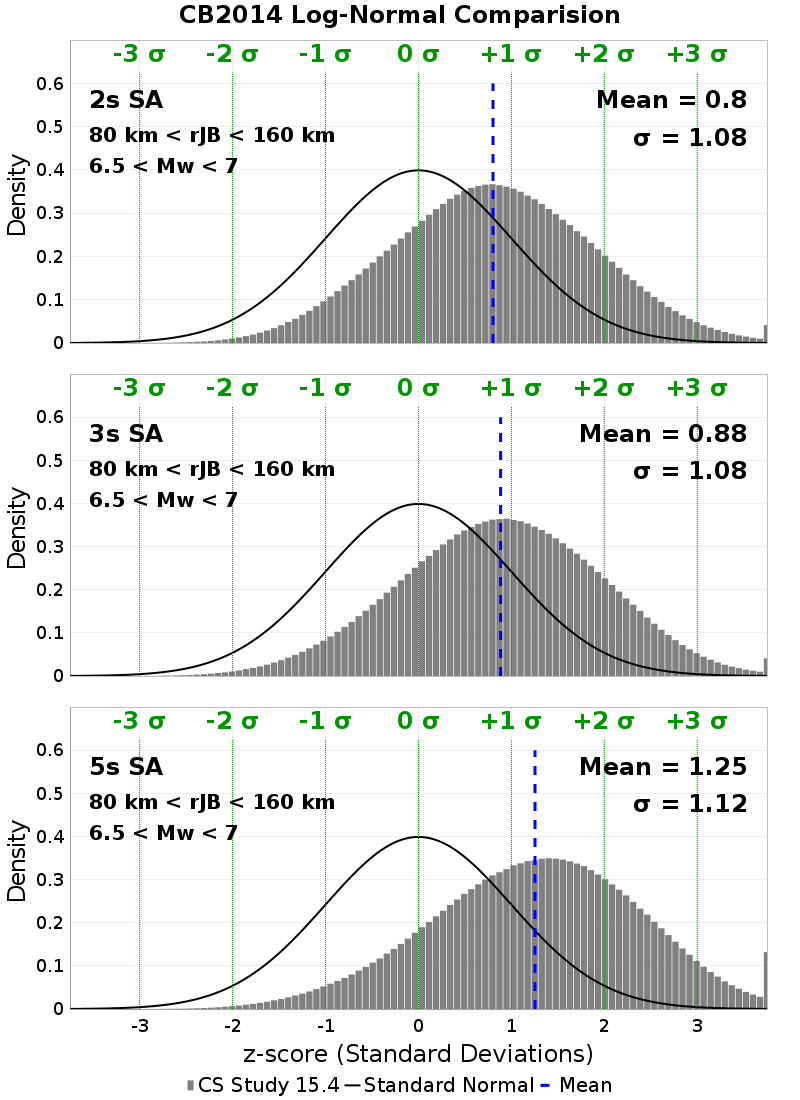 CB2014 Log-Normal Comparision
-3 σ -2 σ -1 σ 0 σ +1 σ +2 σ +3 σ
0.6
2s SA Mean = 0.8
0.5
80 km < rJB < 160 km σ = 1.08
6.5 < Mw < 7
0.4
Density
0.3
0.2
0.1
0
-3 σ -2 σ -1 σ 0 σ +1 σ +2 σ +3 σ
0.6
3s SA Mean = 0.88
0.5
80 km < rJB < 160 km σ = 1.08
6.5 < Mw < 7
0.4
Density
0.3
0.2
0.1
0
-3 σ -2 σ -1 σ 0 σ +1 σ +2 σ +3 σ
0.6
5s SA Mean = 1.25
0.5
80 km < rJB < 160 km σ = 1.12
6.5 < Mw < 7
0.4
Density
0.3
0.2
0.1
0
-3 -2 -1 0 1 2 3
z-score (Standard Deviations)
CS Study 15.4 Standard Normal Mean